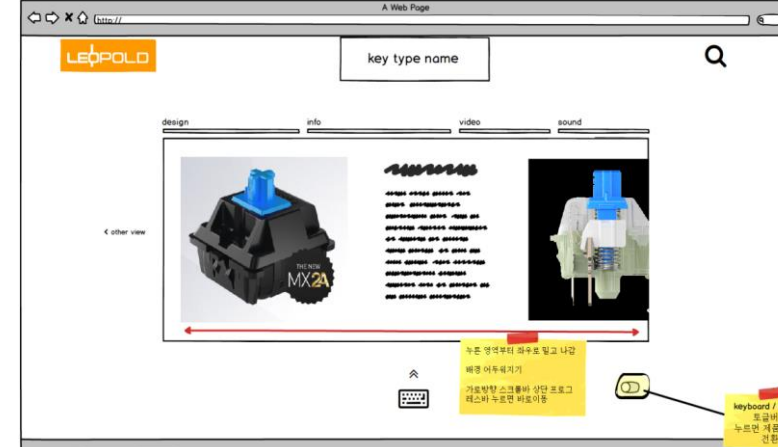 A Web Page
http://
LEOPOLD
key type name
design
info
video
sound
< other view
THE NEW
MX2A
누른 영역부터 좌우로 밀고 나감
배경 어두워지기
가로방향 스크롤바 상단 프로그
레스바 누르면 바로이동
keyboard /
토글버
누르면 제품
전환